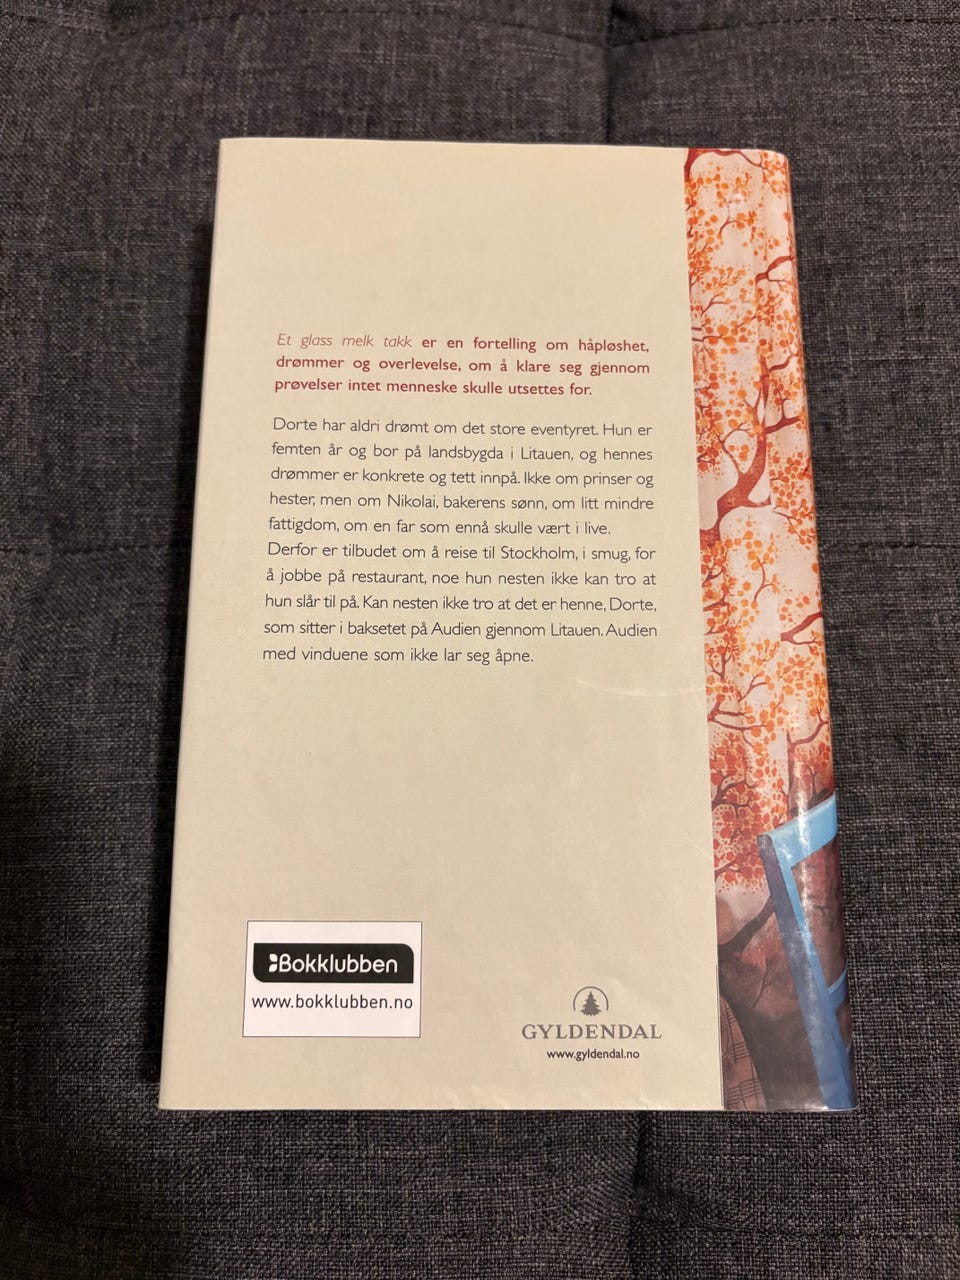 Et glass melk takk er en fortelling om håpløshet,
drømmer og overlevelse, om å klare seg gjennom
prøvelser intet menneske skulle utsettes for.
Dorte har aldri drømt om det store eventyret. Hun er
femten år og bor på landsbygda i Litauen, og hennes
drømmer er konkrete og tett innpå. Ikke om prinser og
hester, men om Nikolai, bakerens sønn, om litt mindre
fattigdom, om en far som ennå skulle vært i live.
Derfor er tilbudet om å reise til Stockholm, i smug, for
å jobbe på restaurant, noe hun nesten ikke kan tro at
hun slår til på. Kan nesten ikke tro at det er henne, Dorte,
som sitter i baksetet på Audien gjennom Litauen. Audien
med vinduene som ikke lar seg åpne.
Bokklubben
www.bokklubben.no
GYLDENDAL
www.gyldendal.no